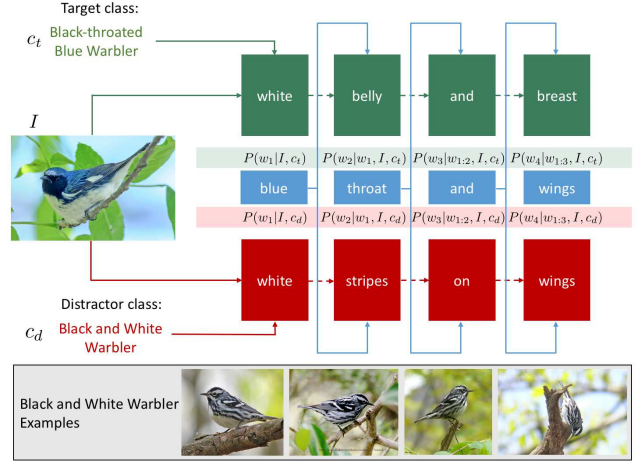 Target class:
c_t Black-throated
Blue Warbler
I
white belly and breast
P(w_1|I, c_t) P(w_2|w_1, I, c_t) P(w_3|w_{1:2}, I, c_t) P(w_4|w_{1:3}, I, c_t)
blue throat and wings
P(w_1|I, c_d) P(w_2|w_1, I, c_d) P(w_3|w_{1:2}, I, c_d) P(w_4|w_{1:3}, I, c_d)
white stripes on wings
Distractor class:
c_d Black and White
Warbler
Black and White Warbler
Examples